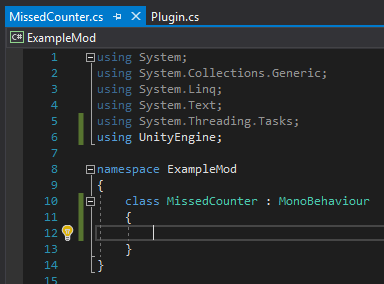 MissedCounter.cs Plugin.cs
C# ExampleMod
1 using System;
2 using System.Collections.Generic;
3 using System.Linq;
4 using System.Text;
5 using System.Threading.Tasks;
6 using UnityEngine;
7
8 namespace ExampleMod
9 {
10 class MissedCounter : MonoBehaviour
11 {
12
13 }
14 }
15